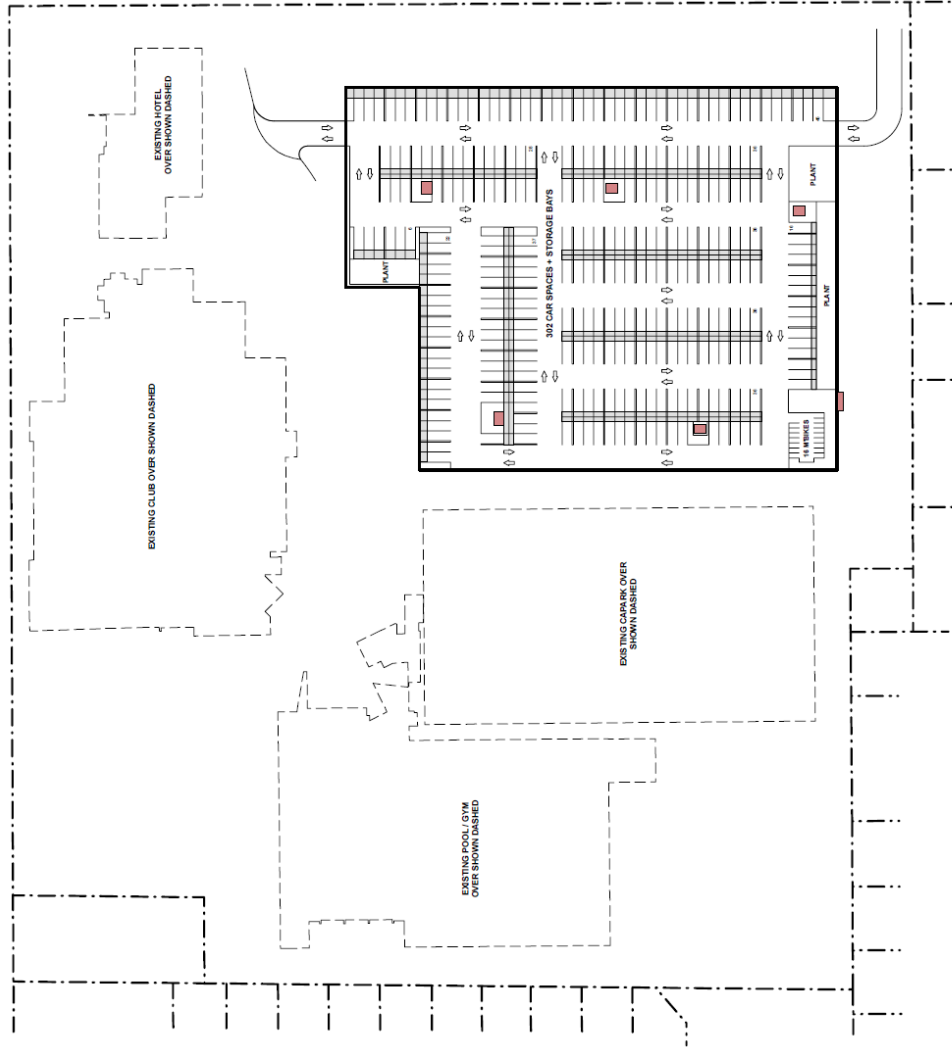 EXISTING HOTEL
OVER SHOWN DASHED
PLANT
PLANT
PLANT
302 CAR SPACES + STORAGE BAYS
16 M'BIKES
EXISTING CLUB OVER SHOWN DASHED
EXISTING CAPARK OVER
SHOWN DASHED
EXISTING POOL / GYM
OVER SHOWN DASHED